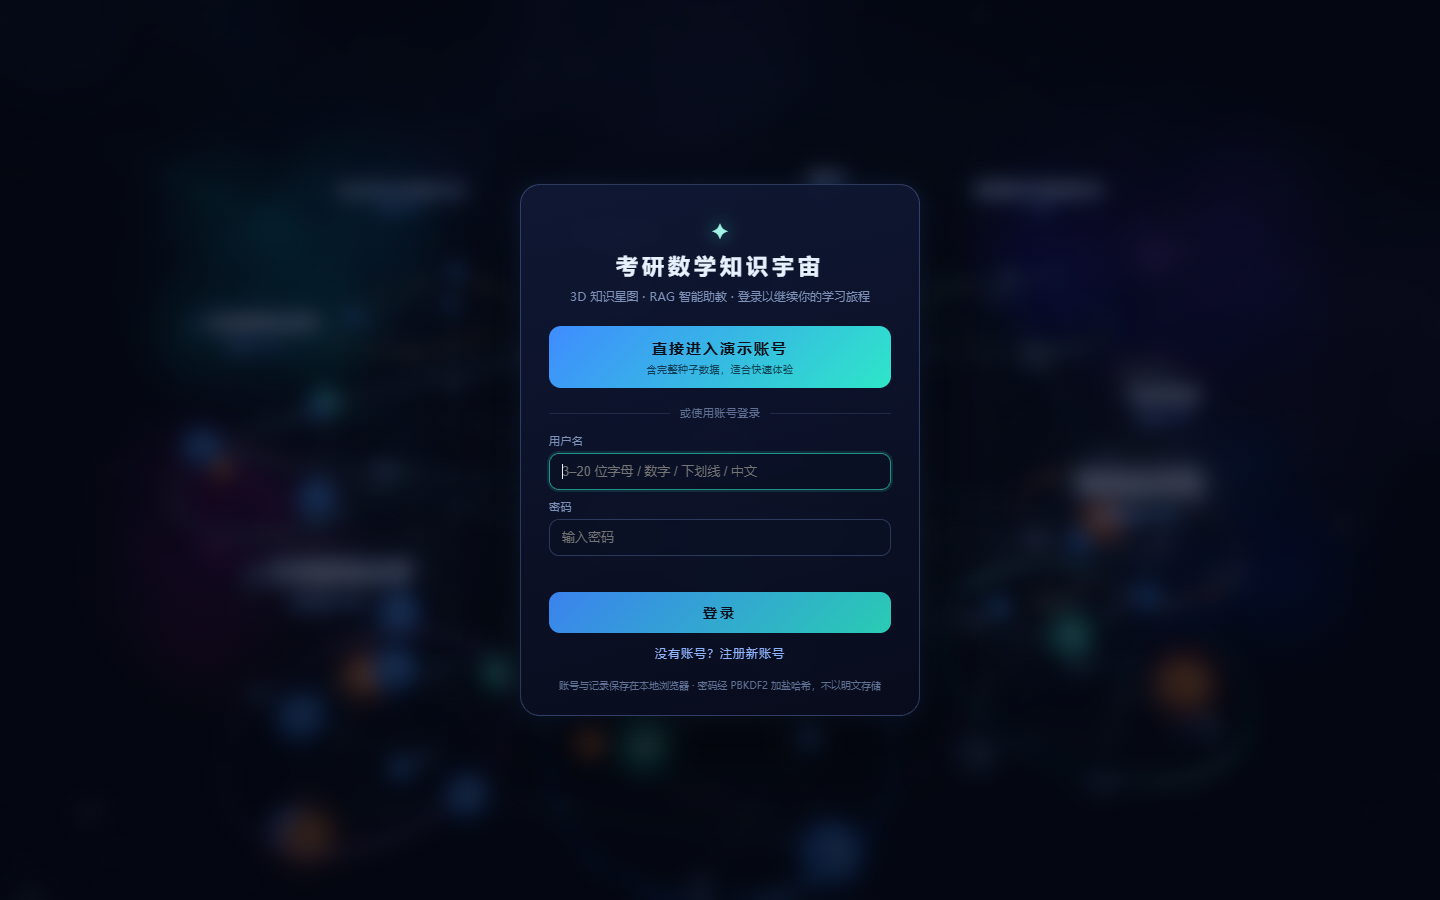 考研数学知识宇宙
3D 知识星图 · RAG 智能助教 · 登录以继续你的学习旅程
直接进入演示账号
含完整种子数据，适合快速体验
或使用账号登录
用户名
3–20 位字母 / 数字 / 下划线 / 中文
密码
输入密码
登录
没有账号？注册新账号
账号与记录保存在本地浏览器 · 密码经 PBKDF2 加盐哈希，不以明文存储